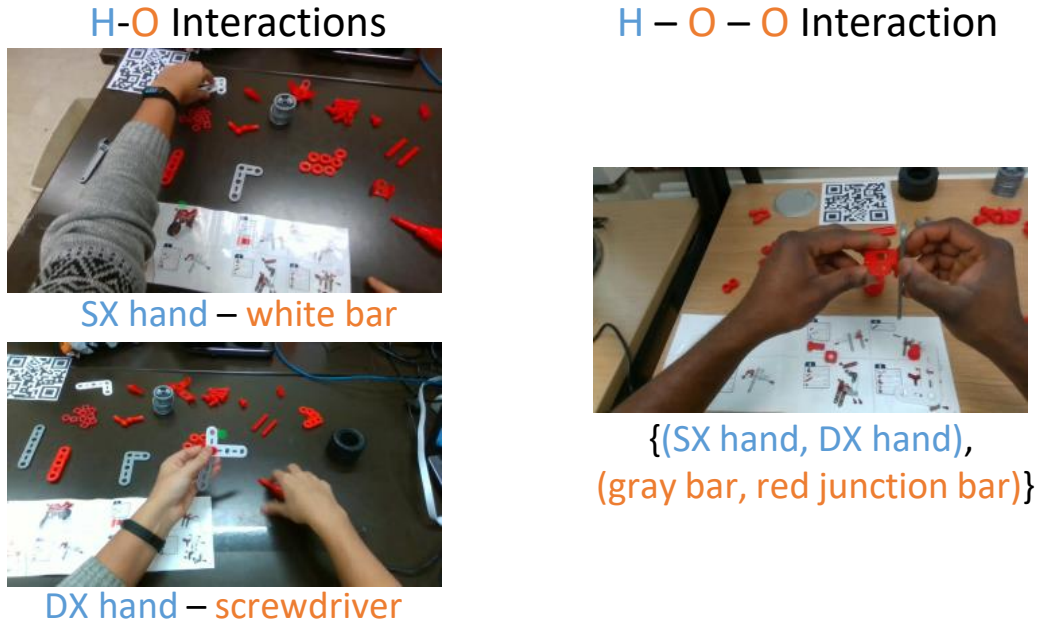 H-O Interactions
SX hand – white bar
DX hand – screwdriver
H – O – O Interaction
{(SX hand, DX hand),
(gray bar, red junction bar)}